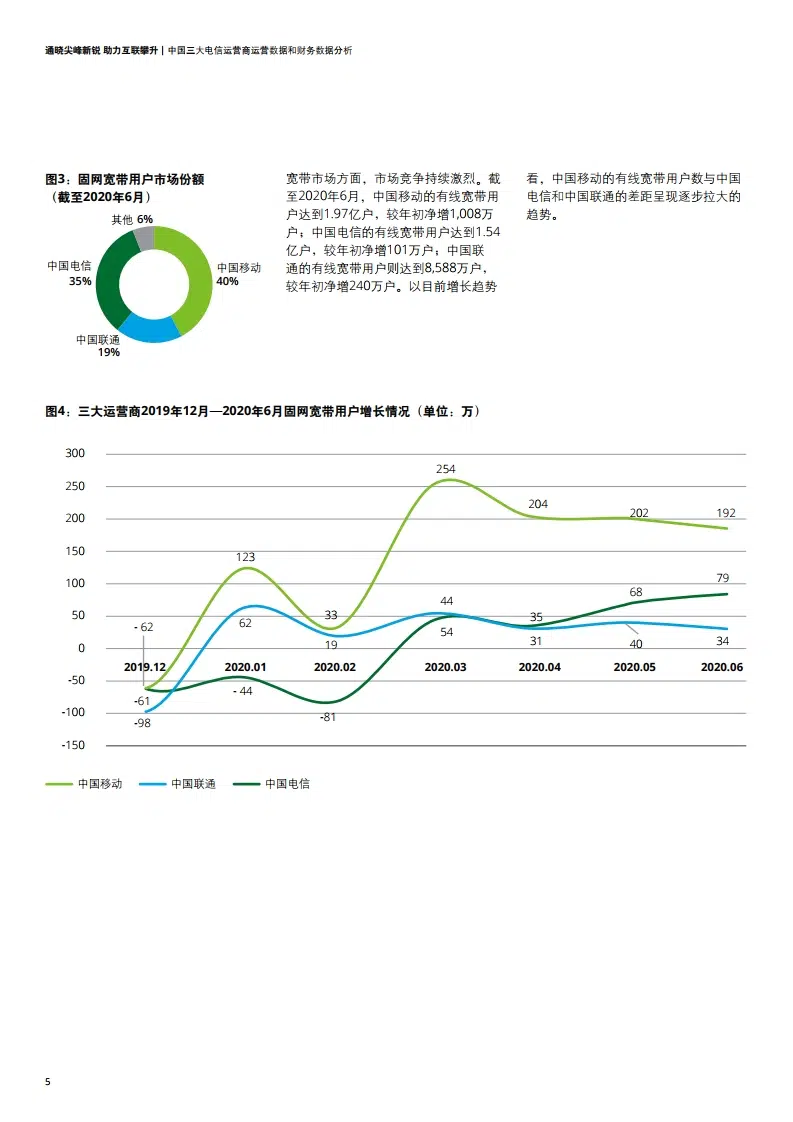 通晓尖峰新锐 助力互联攀升 | 中国三大电信运营商运营数据和财务数据分析
图3：固网宽带用户市场份额
（截至2020年6月）
其他 6%
中国电信
35%
中国移动
40%
中国联通
19%
宽带市场方面，市场竞争持续激烈。截
至2020年6月，中国移动的有线宽带用
户达到1.97亿户，较年初净增1,008万
户；中国电信的有线宽带用户达到1.54
亿户，较年初净增101万户；中国联
通的有线宽带用户则达到8,588万户，
较年初净增240万户。以目前增长趋势
看，中国移动的有线宽带用户数与中国
电信和中国联通的差距呈现逐步拉大的
趋势。
图4：三大运营商2019年12月—2020年6月固网宽带用户增长情况（单位：万）
300
250
200
150
100
50
0
-50
-100
-150
254
204
202
192
123
33
- 62
62
19
44
54
35
31
68
40
79
34
2019.12
2020.01
2020.02
2020.03
2020.04
2020.05
2020.06
-61
-98
- 44
-81
中国移动
中国联通
中国电信
5